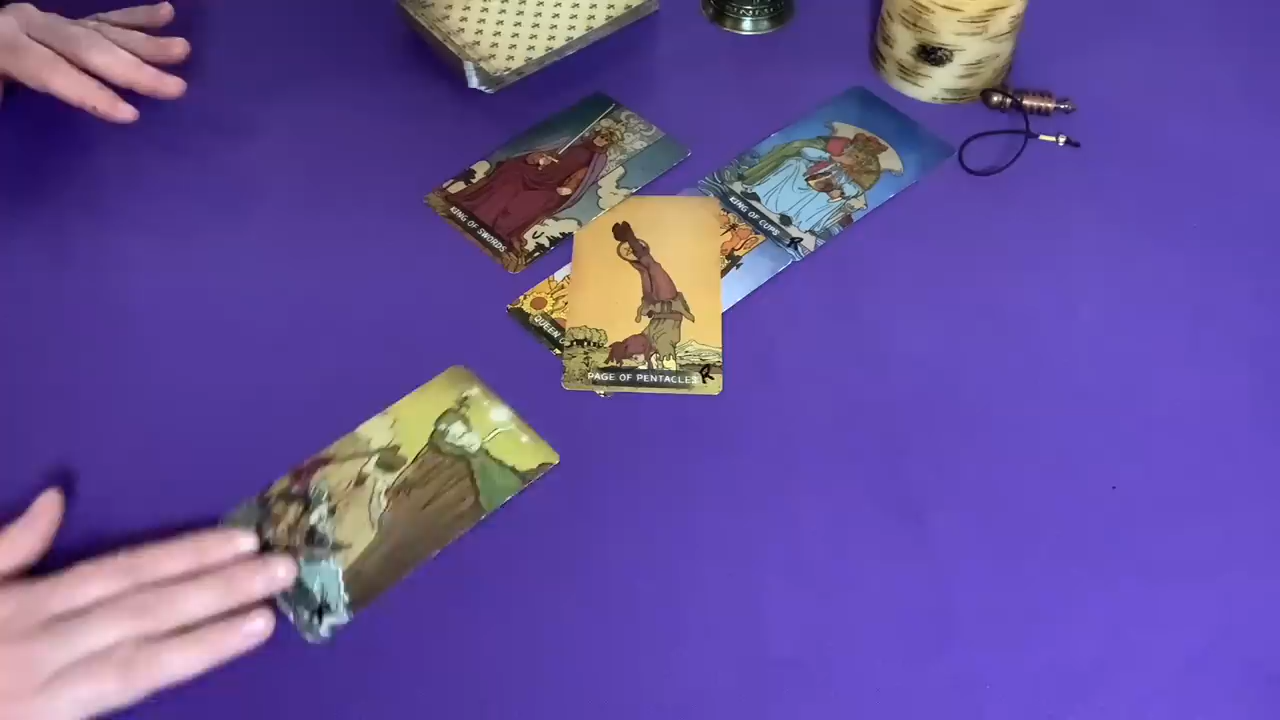 KING OF SWORDS
KING OF CUPS
R
QUEEN
PAGE OF PENTACLES R